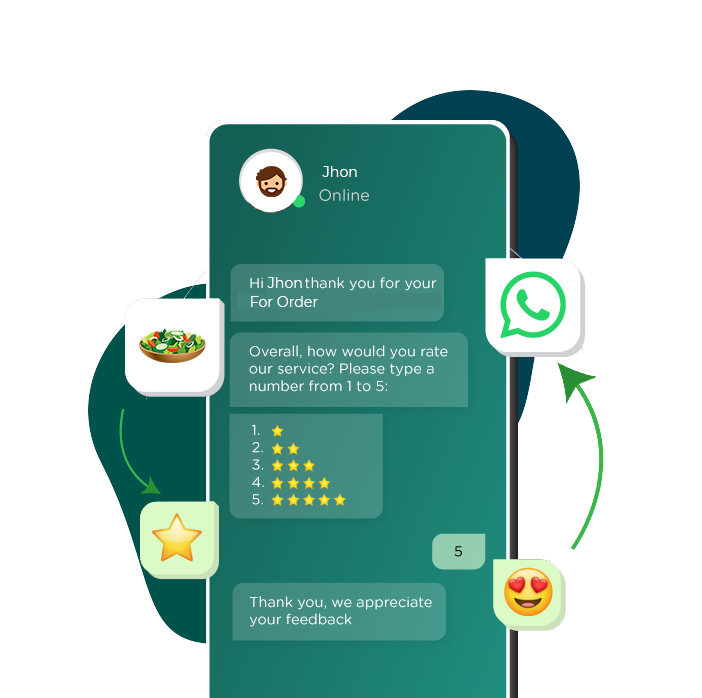 Jhon
Online
Hi Jhon thank you for your
For Order
Overall, how would you rate
our service? Please type a
number from 1 to 5:
1.
2.
3.
4.
5.
5
Thank you, we appreciate
your feedback